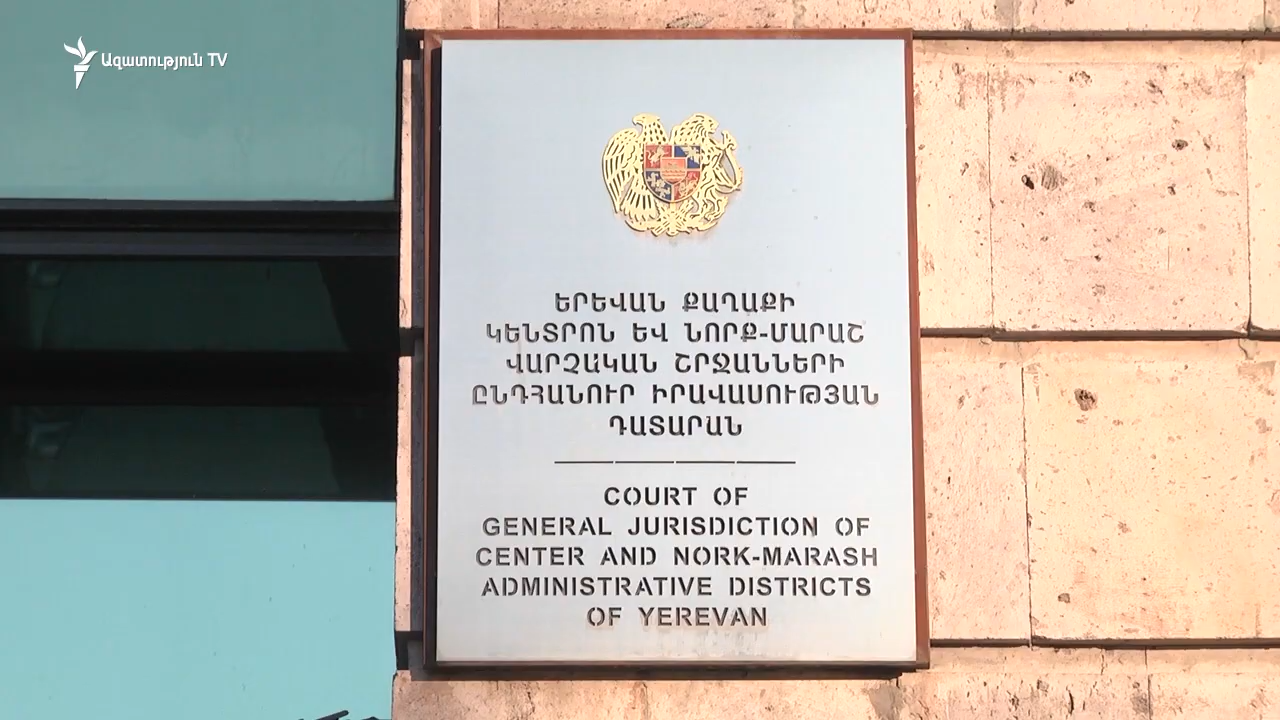 Ազատություն TV
ԵՐԵՎԱՆ ՔԱՂԱՔԻ
ԿԵՆՏՐՈՆ ԵՎ ՆՈՐՔ-ՄԱՐԱՇ
ՎԱՐՉԱԿԱՆ ՇՐՋԱՆՆԵՐԻ
ԸՆԴՀԱՆՈՒՐ ԻՐԱՎԱՍՈՒԹՅԱՆ
ԴԱՏԱՐԱՆ
COURT OF
GENERAL JURISDICTION OF
CENTER AND NORK-MARASH
ADMINISTRATIVE DISTRICTS
OF YEREVAN